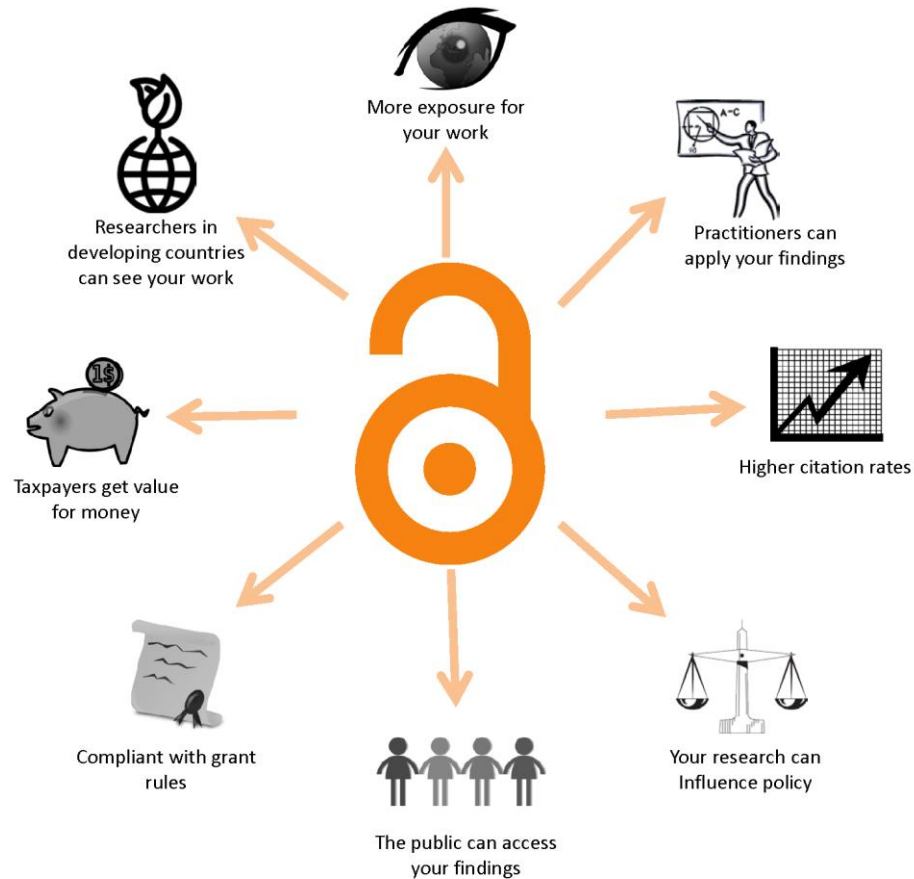 More exposure for
your work
A-C
Practitioners can
apply your findings
Higher citation rates
Your research can
Influence policy
The public can access
your findings
Compliant with grant
rules
1$
Taxpayers get value
for money
Researchers in
developing countries
can see your work